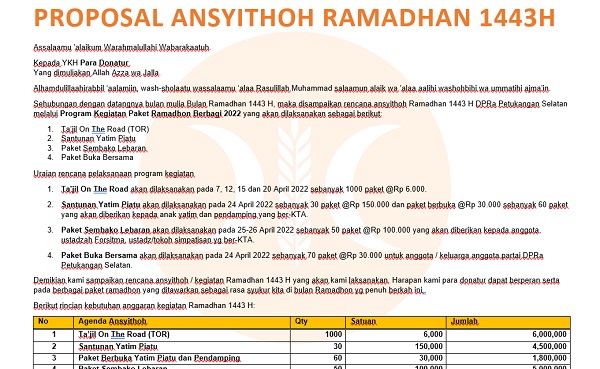 PROPOSAL ANSYITHOH RAMADHAN 1443H
Assalaamu 'alaikum Warahmalullahi Wabarakaatuh
Kepada YKH Para Donatur
Yang dimuliakan Allah Azza wa Jalla
Alhamdulillaahirabbil 'aalamiin, wash-sholaatu wassalaamu 'alaa Rasulillah Muhammad salaamun alaik wa 'alaa aalihi washohbihi wa ummatihi ajma'in.
Sehubungan dengan datangnya bulan mulia Bulan Ramadhan 1443 H, maka disampaikan rencana ansyithoh Ramadhan 1443 H DPRa Petukangan Selatan
melalui Program Kegiatan Paket Ramadhon Berbagi 2022 yang akan dilaksanakan sebagai berikut:
1. Ta'jil On The Road (TOR)
2. Santunan Yatim Piatu
3. Paket Sembako Lebaran
4. Paket Buka Bersama
Uraian rencana pelaksanaan program kegiatan
1. Ta'jil On The Road akan dilaksanakan pada 7, 12, 15 dan 20 April 2022 sebanyak 1000 paket @Rp 6.000.
2. Santunan Yatim Piatu akan dilaksanakan pada 24 April 2022 sebanyak 30 paket @Rp 150.000 dan paket berbuka @Rp 30.000 sebanyak 60 paket
yang akan diberikan kepada anak yatim dan pendamping yang ber-KTA.
3. Paket Sembako Lebaran akan dilaksanakan pada 25-26 April 2022 sebanyak 50 paket @Rp 100.000 yang akan diberikan kepada anggota,
ustadzah Forsitma, ustadz/tokoh simpatisan yg ber-KTA.
4. Paket Buka Bersama akan dilaksanakan pada 24 April 2022 sebanyak 70 paket @Rp 30.000 untuk anggota / keluarga anggota partai DPRa
Petukangan Selatan.
Demikian kami sampaikan rencana ansyithoh / kegiatan Ramadhan 1443 H yang akan kami laksanakan. Harapan kami para donatur dapat berperan serta
pada berbagai paket ramadhon yang ditawarkan sebagai rasa syukur kita di bulan Ramadhon yg penuh berkah ini.
Berikut rincian kebutuhan anggaran kegiatan Ramadhan 1443 H:
No Agenda Ansyithoh Qty Satuan Jumlah
1 Ta'jil On The Road (TOR) 1000 6,000 6,000,000
2 Santunan Yatim Piatu 30 150,000 4,500,000
3 Paket Berbuka Yatim Piatu dan Pendamping 60 30,000 1,800,000
4 Paket Sembako Lebaran 50 100,000 5,000,000